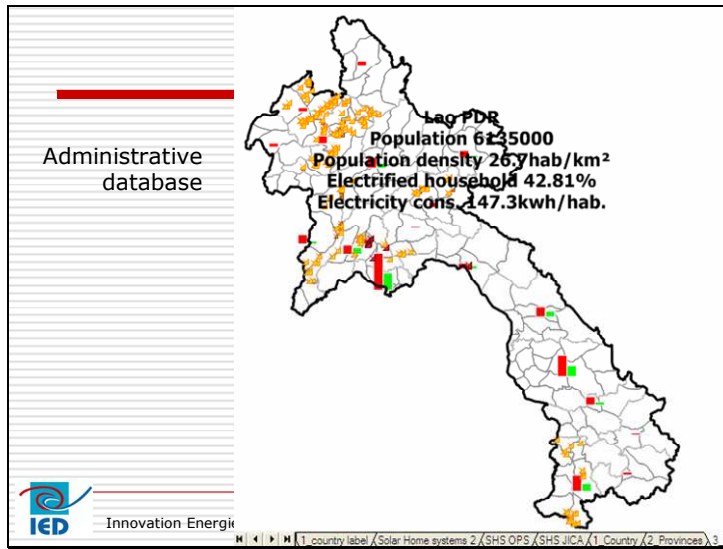 Administrative
database
Lao PDR
Population 6135000
Population density 26.7hab/km²
Electrified household 42.81%
Electricity cons. 147.3kwh/hab.
IED
Innovation Energie
1_country label / Solar Home systems 2 / SHS OPS / SHS JICA / 1_Country / 2_Provinces / 3_